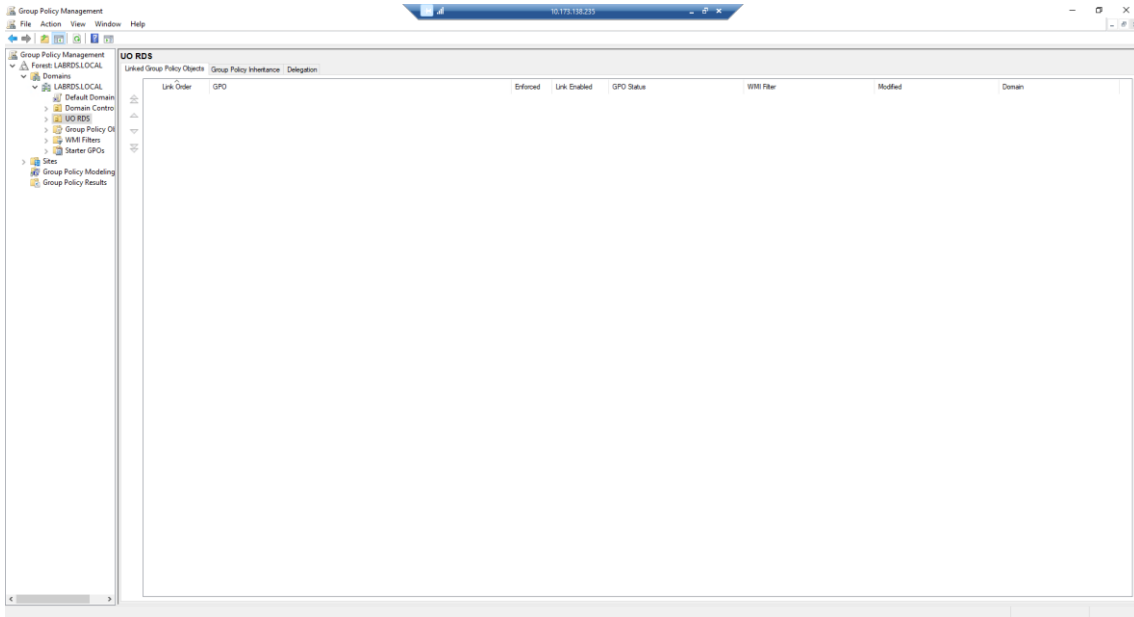 Group Policy Management
10.173.138.235
File Action View Window Help
Group Policy Management
Forest: LABRDS.LOCAL
Domains
LABRDS.LOCAL
Default Domain
Domain Contro
UO RDS
Group Policy Ol
WMI Filters
Starter GPOs
Sites
Group Policy Modeling
Group Policy Results
UO RDS
Linked Group Policy Objects Group Policy Inheritance Delegation
Link Order GPO Enforced Link Enabled GPO Status WMI Filter Modified Domain